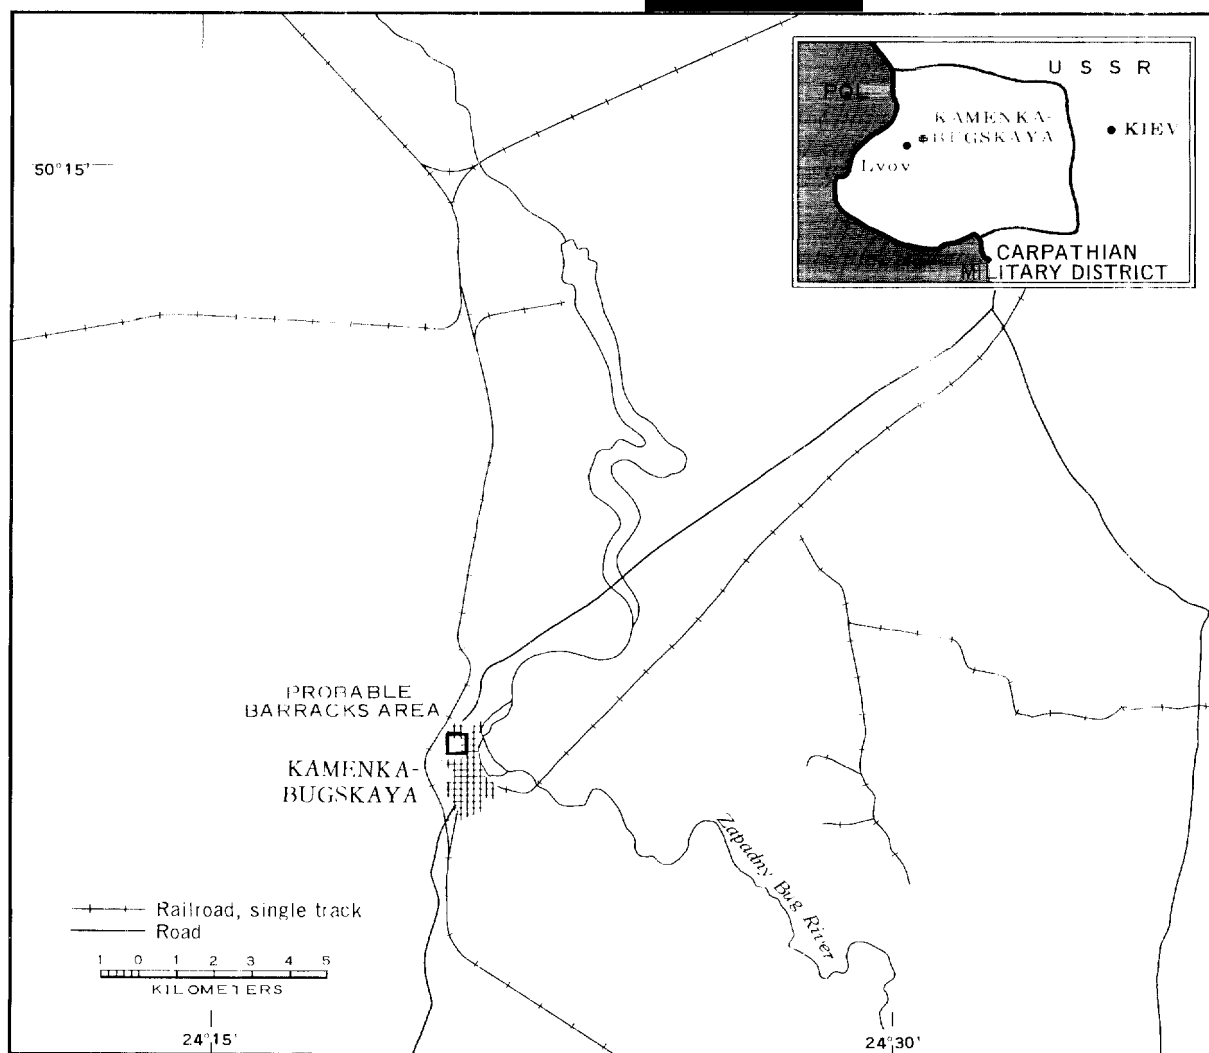 USSR
POL
KAMENKA-
BUGSKAYA
KIEV
Lvov
CARPATHIAN
MILITARY DISTRICT
50°15'
PROBABLE
BARRACKS AREA
KAMENKA-
BUGSKAYA
Zapadny Bug River
Railroad, single track
Road
1 0 1 2 3 4 5
KILOMETERS
24°15'
24°30'